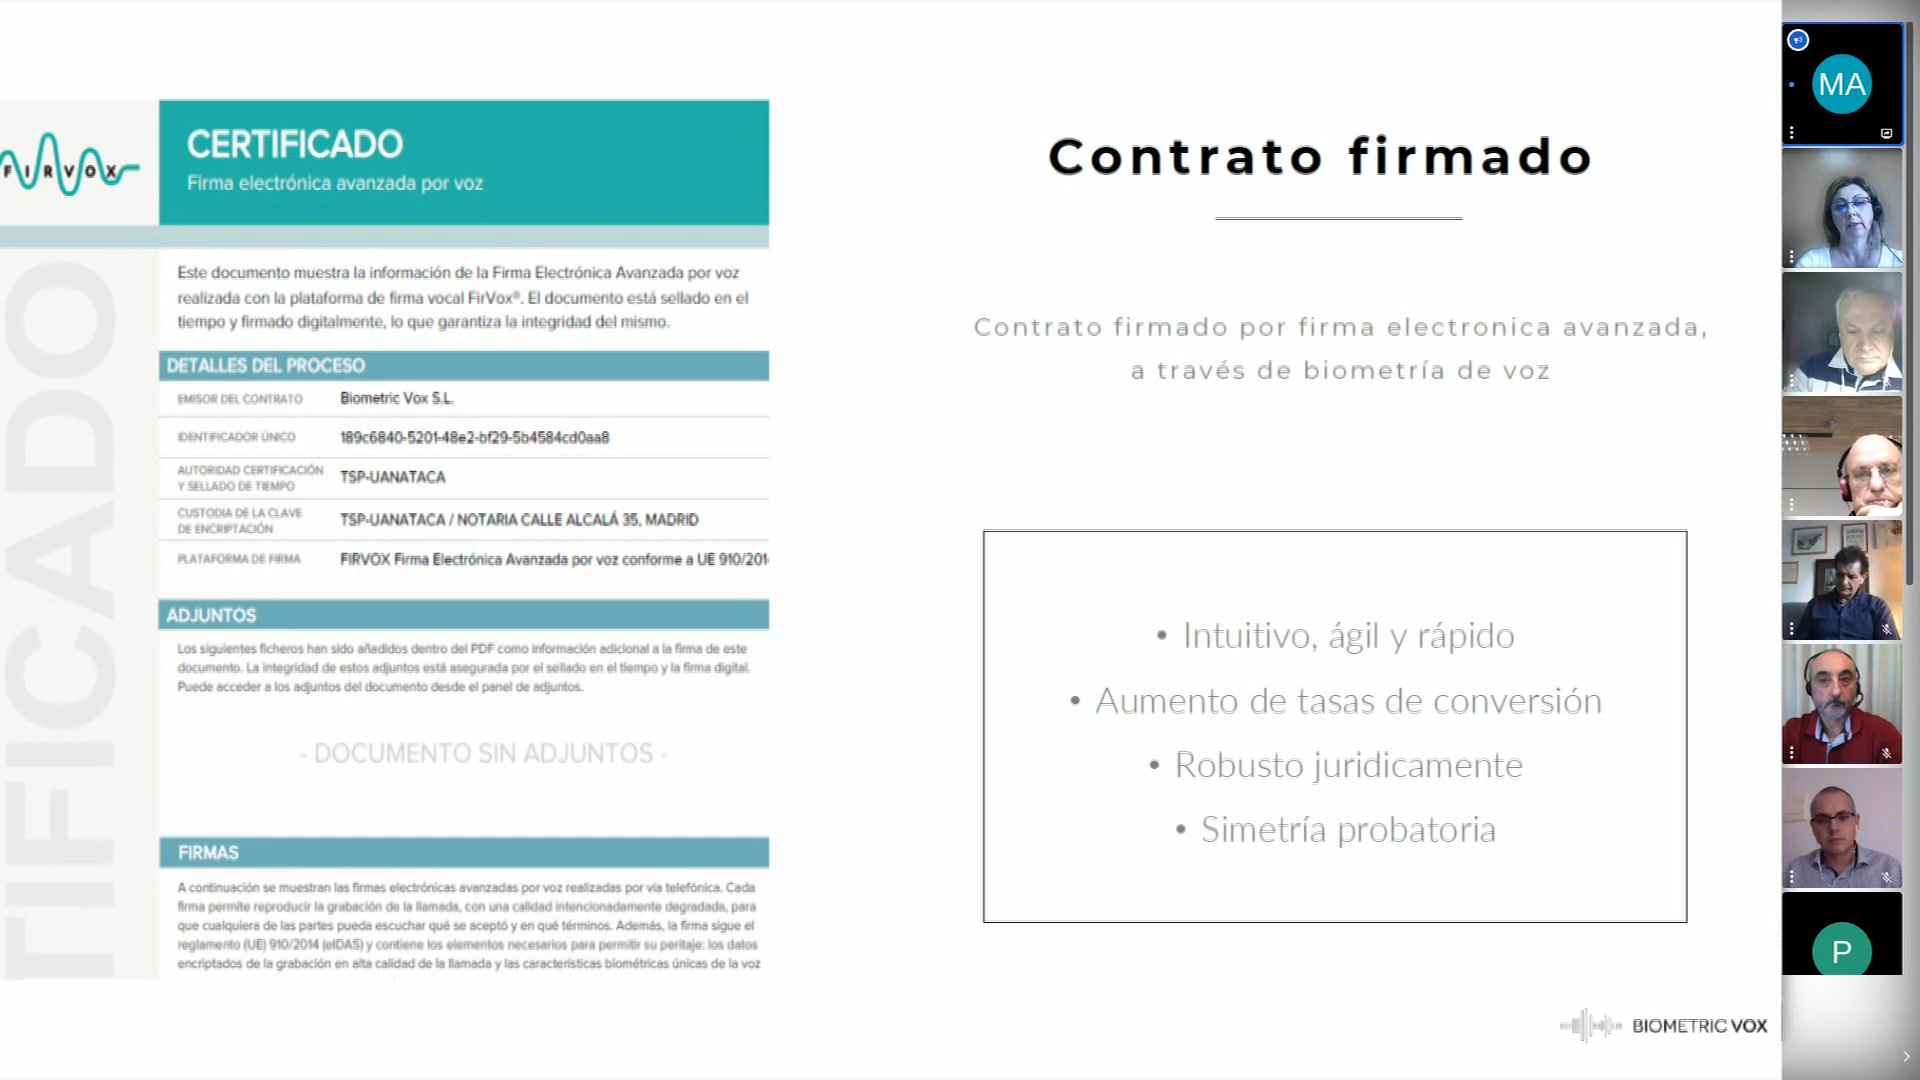 FIRVOX
CERTIFICADO
Firma electrónica avanzada por voz
TIFICADO
Este documento muestra la información de la Firma Electrónica Avanzada por voz
realizada con la plataforma de firma vocal FirVox®. El documento está sellado en el
tiempo y firmado digitalmente, lo que garantiza la integridad del mismo.
DETALLES DEL PROCESO
EMISOR DEL CONTRATO Biometric Vox S.L.
IDENTIFICADOR ÚNICO 189c6840-5201-48e2-bf29-5b4584cd0aa8
AUTORIDAD CERTIFICACIÓN
Y SELLADO DE TIEMPO TSP-UANATACA
CUSTODIA DE LA CLAVE
DE ENCRIPTACIÓN TSP-UANATACA / NOTARIA CALLE ALCALÁ 35, MADRID
PLATAFORMA DE FIRMA FIRVOX Firma Electrónica Avanzada por voz conforme a UE 910/201
ADJUNTOS
Los siguientes ficheros han sido añadidos dentro del PDF como información adicional a la firma de este
documento. La integridad de estos adjuntos está asegurada por el sellado en el tiempo y la firma digital.
Puede acceder a los adjuntos del documento desde el panel de adjuntos.
- DOCUMENTO SIN ADJUNTOS -
FIRMAS
A continuación se muestran las firmas electrónicas avanzadas por voz realizadas por vía telefónica. Cada
firma permite reproducir la grabación de la llamada, con una calidad intencionadamente degradada, para
que cualquiera de las partes pueda escuchar qué se aceptó y en qué términos. Además, la firma sigue el
reglamento (UE) 910/2014 (eIDAS) y contiene los elementos necesarios para permitir su peritaje: los datos
encriptados de la grabación en alta calidad de la llamada y las características biométricas únicas de la voz
Contrato firmado
Contrato firmado por firma electronica avanzada,
a través de biometría de voz
• Intuitivo, ágil y rápido
• Aumento de tasas de conversión
• Robusto juridicamente
• Simetría probatoria
BIOMETRIC VOX
MA
P